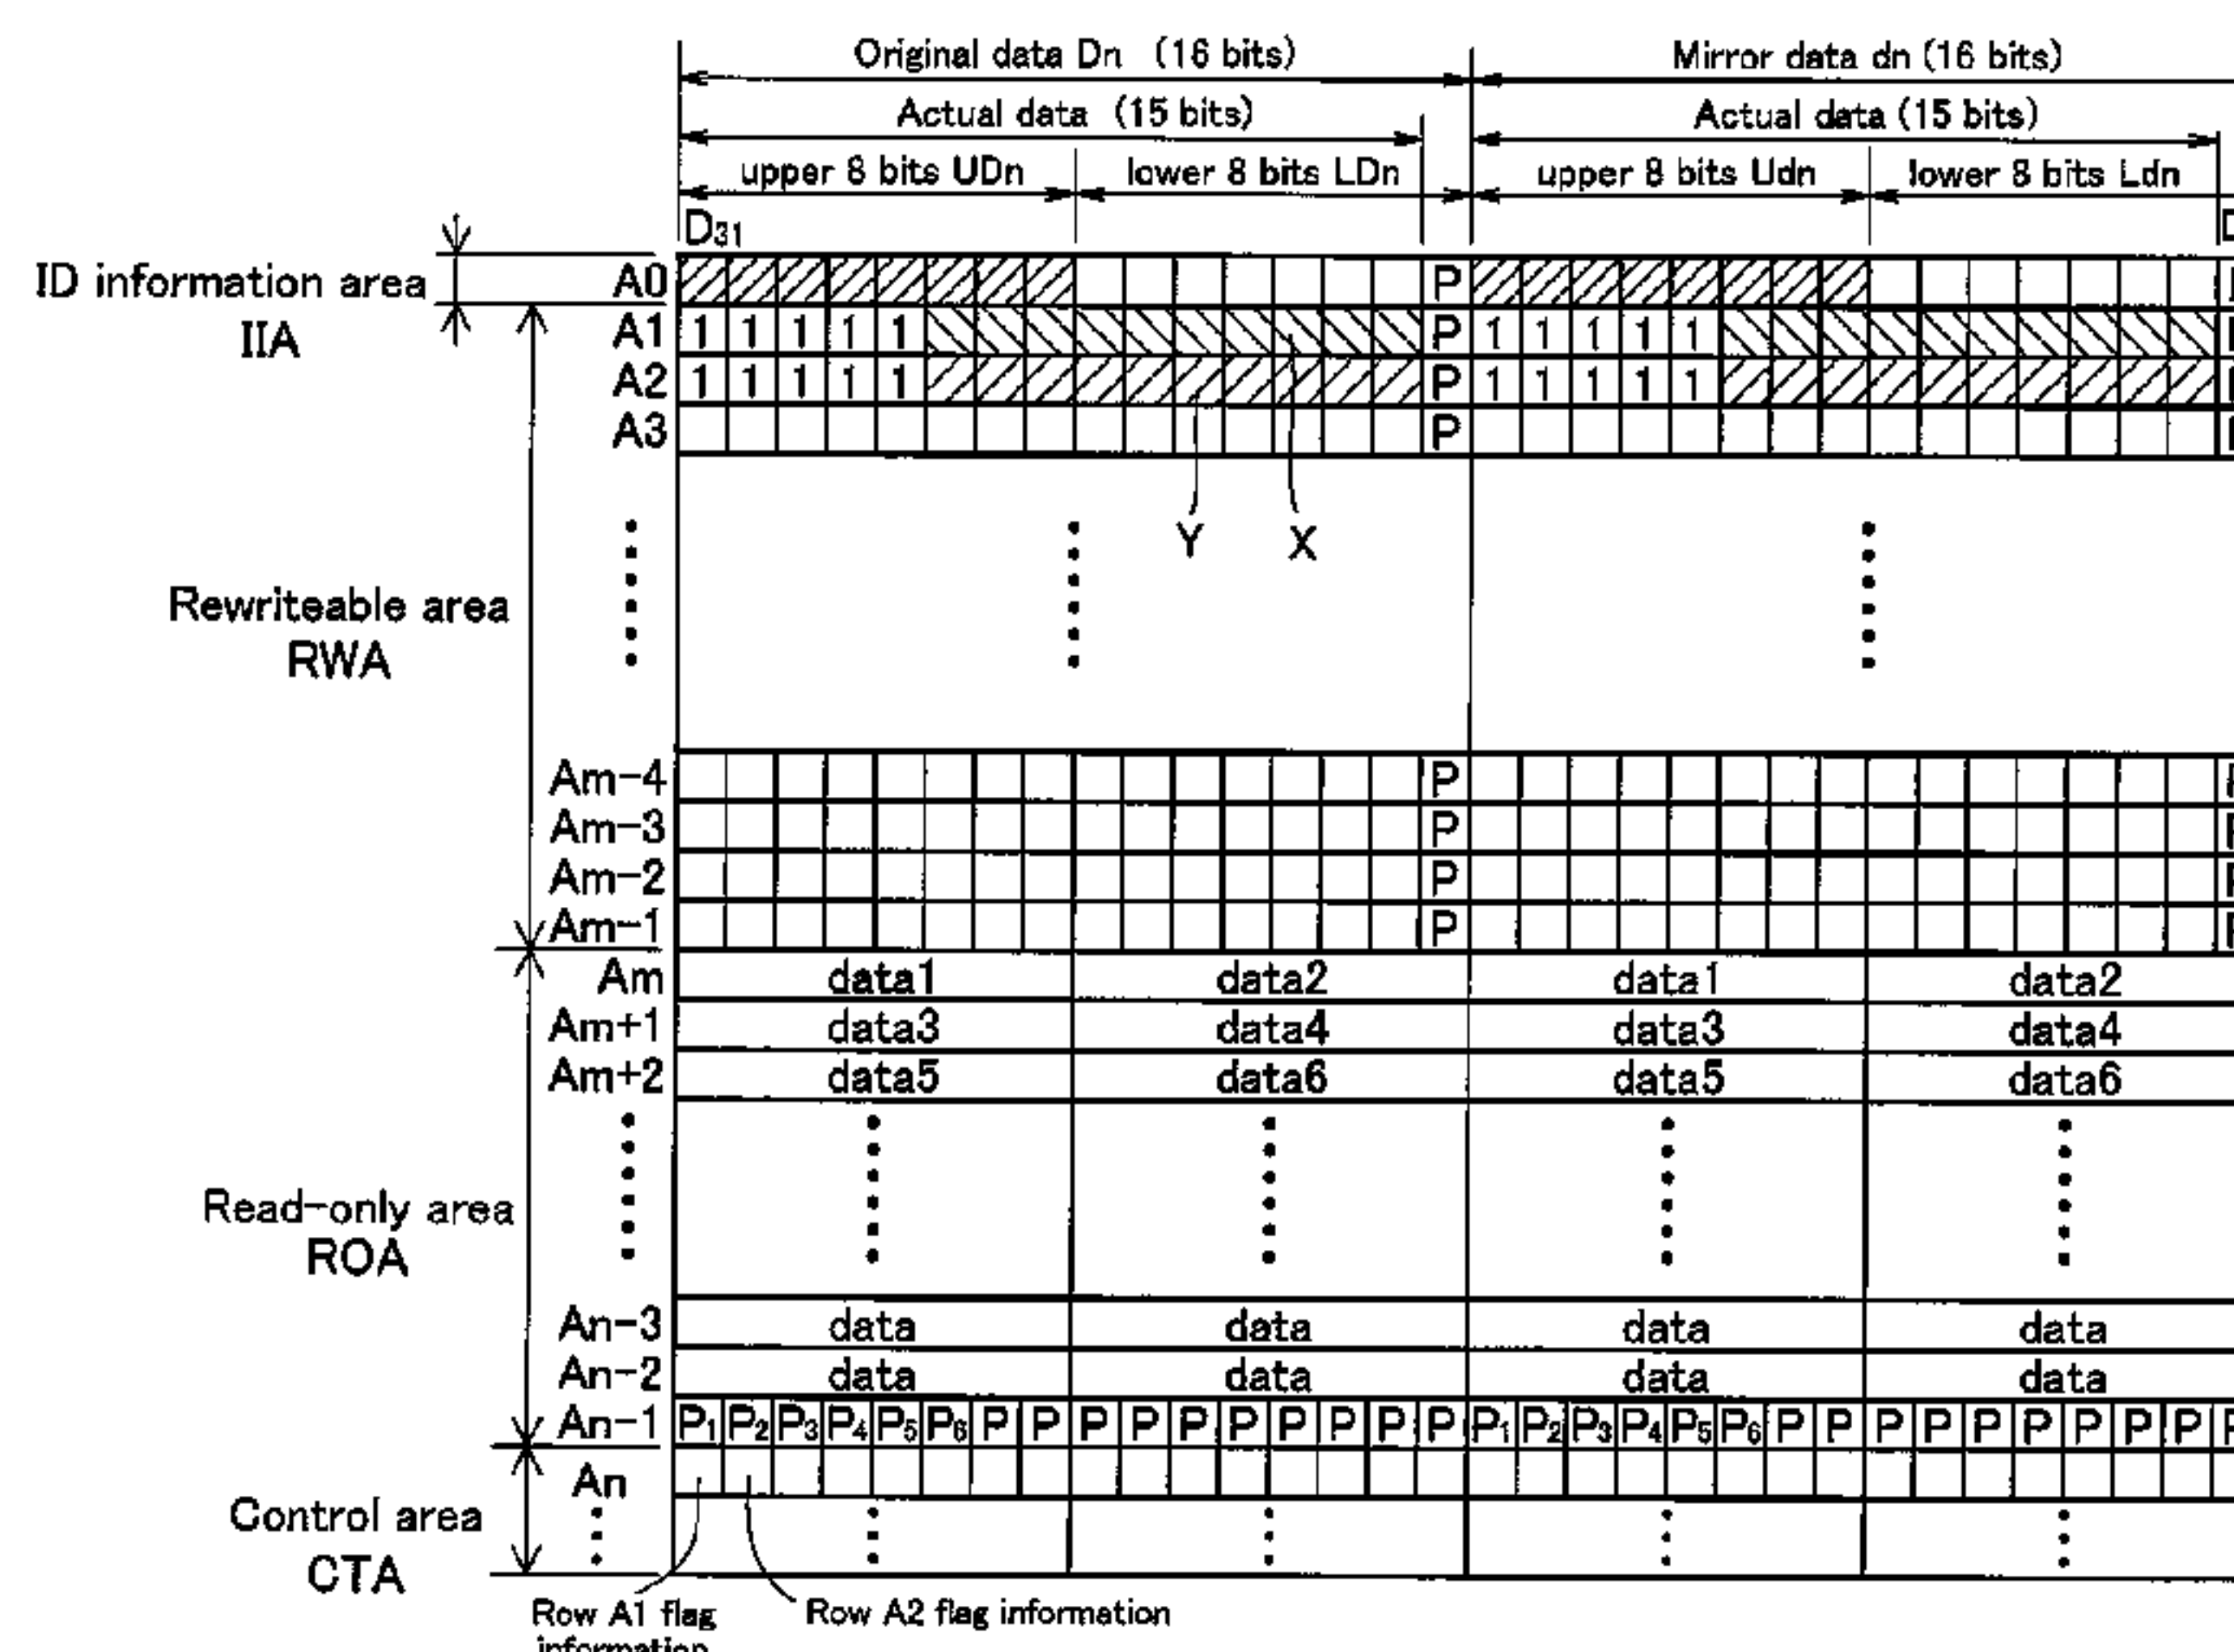 Original data Dn (16 bits) Mirror data dn (16 bits)
Actual data (15 bits) Actual data (15 bits)
upper 8 bits UDn lower 8 bits LDn upper 8 bits Udn lower 8 bits Ldn
D31
ID information area
IIA
A0 P
A1 1 1 1 1 1 P 1 1 1 1 1
A2 1 1 1 1 1 P 1 1 1 1 1
A3 P
Y X
Rewriteable area
RWA
Am-4 P
Am-3 P
Am-2 P
Am-1 P
Am data1 data2 data1 data2
Am+1 data3 data4 data3 data4
Am+2 data5 data6 data5 data6
Read-only area
ROA
An-3 data data data data
An-2 data data data data
An-1 P1 P2 P3 P4 P5 P6 P P P P P P P P P P P1 P2 P3 P4 P5 P6 P P P P P P P P P
An
Control area
CTA
Row A1 flag
information
Row A2 flag information